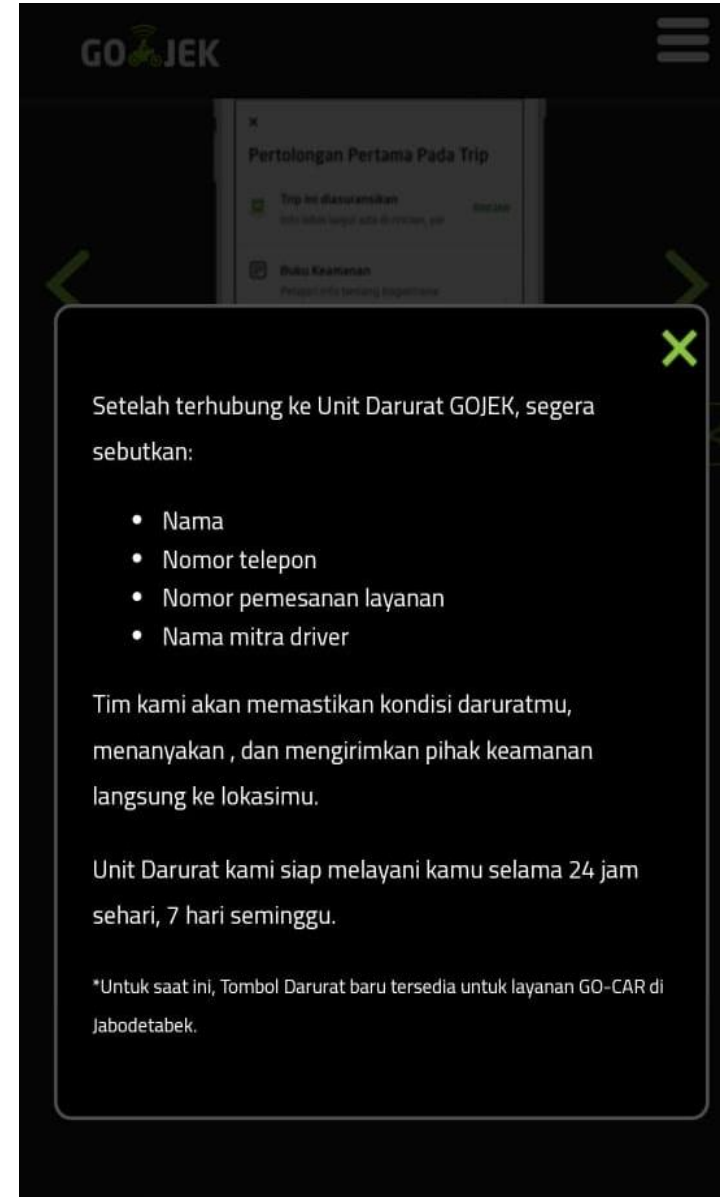 GOJEK
Pertolongan Pertama Pada Trip
Trip ini diasuransikan
Buku Keamanan
Setelah terhubung ke Unit Darurat GOJEK, segera
sebutkan:
• Nama
• Nomor telepon
• Nomor pemesanan layanan
• Nama mitra driver
Tim kami akan memastikan kondisi daruratmu,
menanyakan , dan mengirimkan pihak keamanan
langsung ke lokasimu.
Unit Darurat kami siap melayani kamu selama 24 jam
sehari, 7 hari seminggu.
*Untuk saat ini, Tombol Darurat baru tersedia untuk layanan GO-CAR di
Jabodetabek.